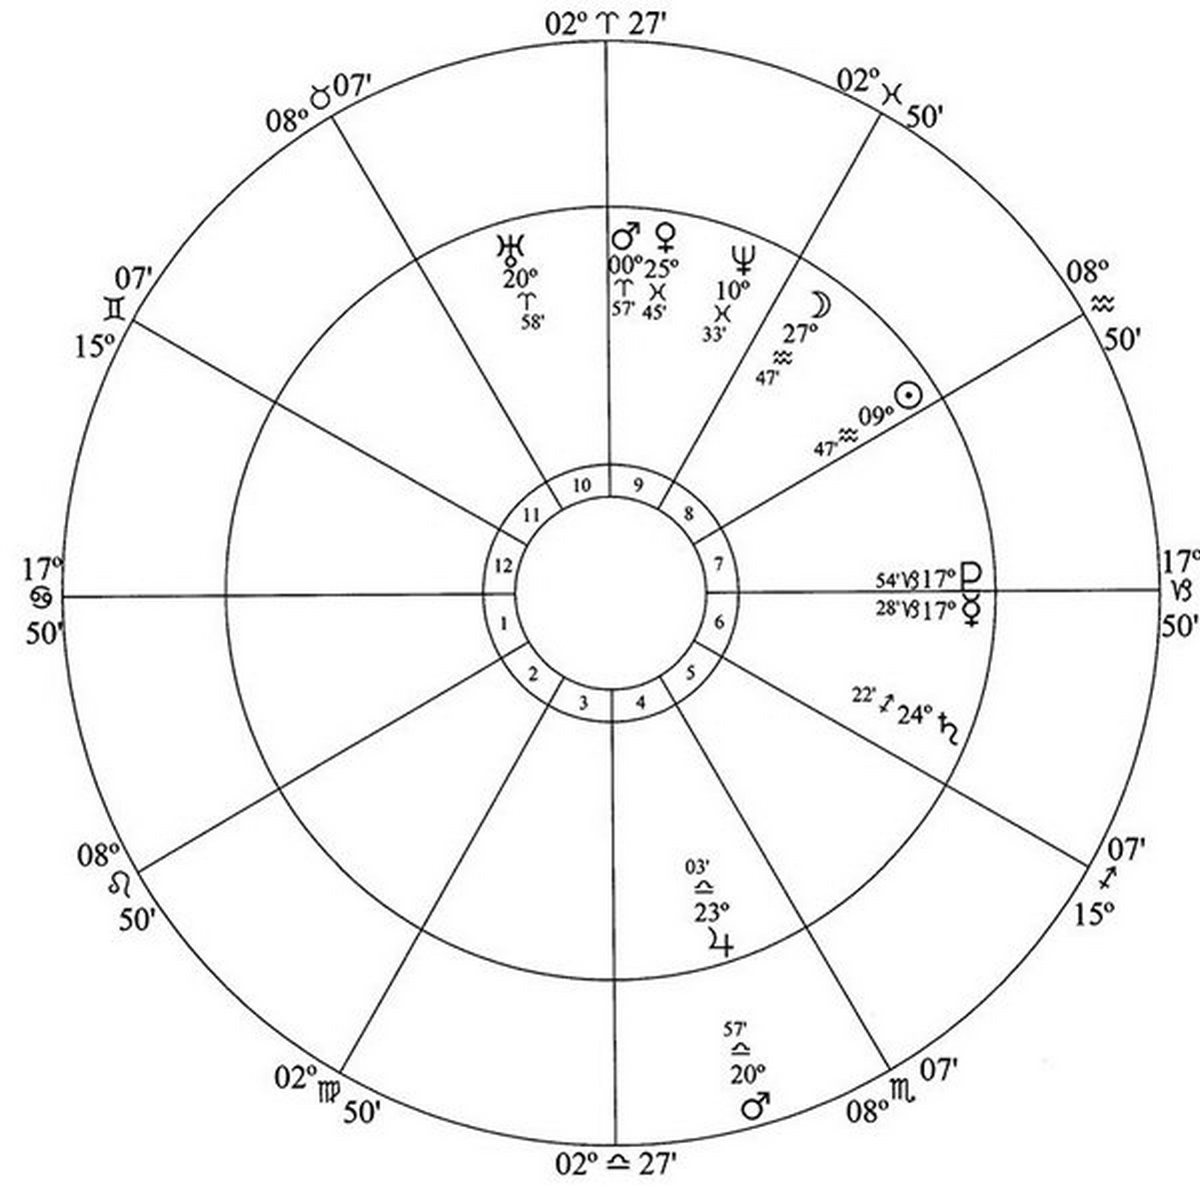 02° ♈ 27'
02° ♓ 50'
08° ♉ 07'
08° ♒ 50'
07' ♊ 15°
♂ 00° ♈ 57'
♀ 25° ♓ 45'
♅ 20° ♈ 58'
♆ 10° ♓ 33'
☽ 27° ♒ 47'
☉ 09° ♒ 47'
10
9
11
8
12
7
1
6
2
5
3
4
17° ♋ 50'
17° ♑ 50'
54' ♑ 17° ♇
28' ♑ 17° ☿
22' ♐ 24° ♄
08° ♌ 50'
07' ♐ 15°
03' ♎ 23° ♃
57' ♎ 20° ♂
02° ♍ 50'
08° ♏ 07'
02° ♎ 27'